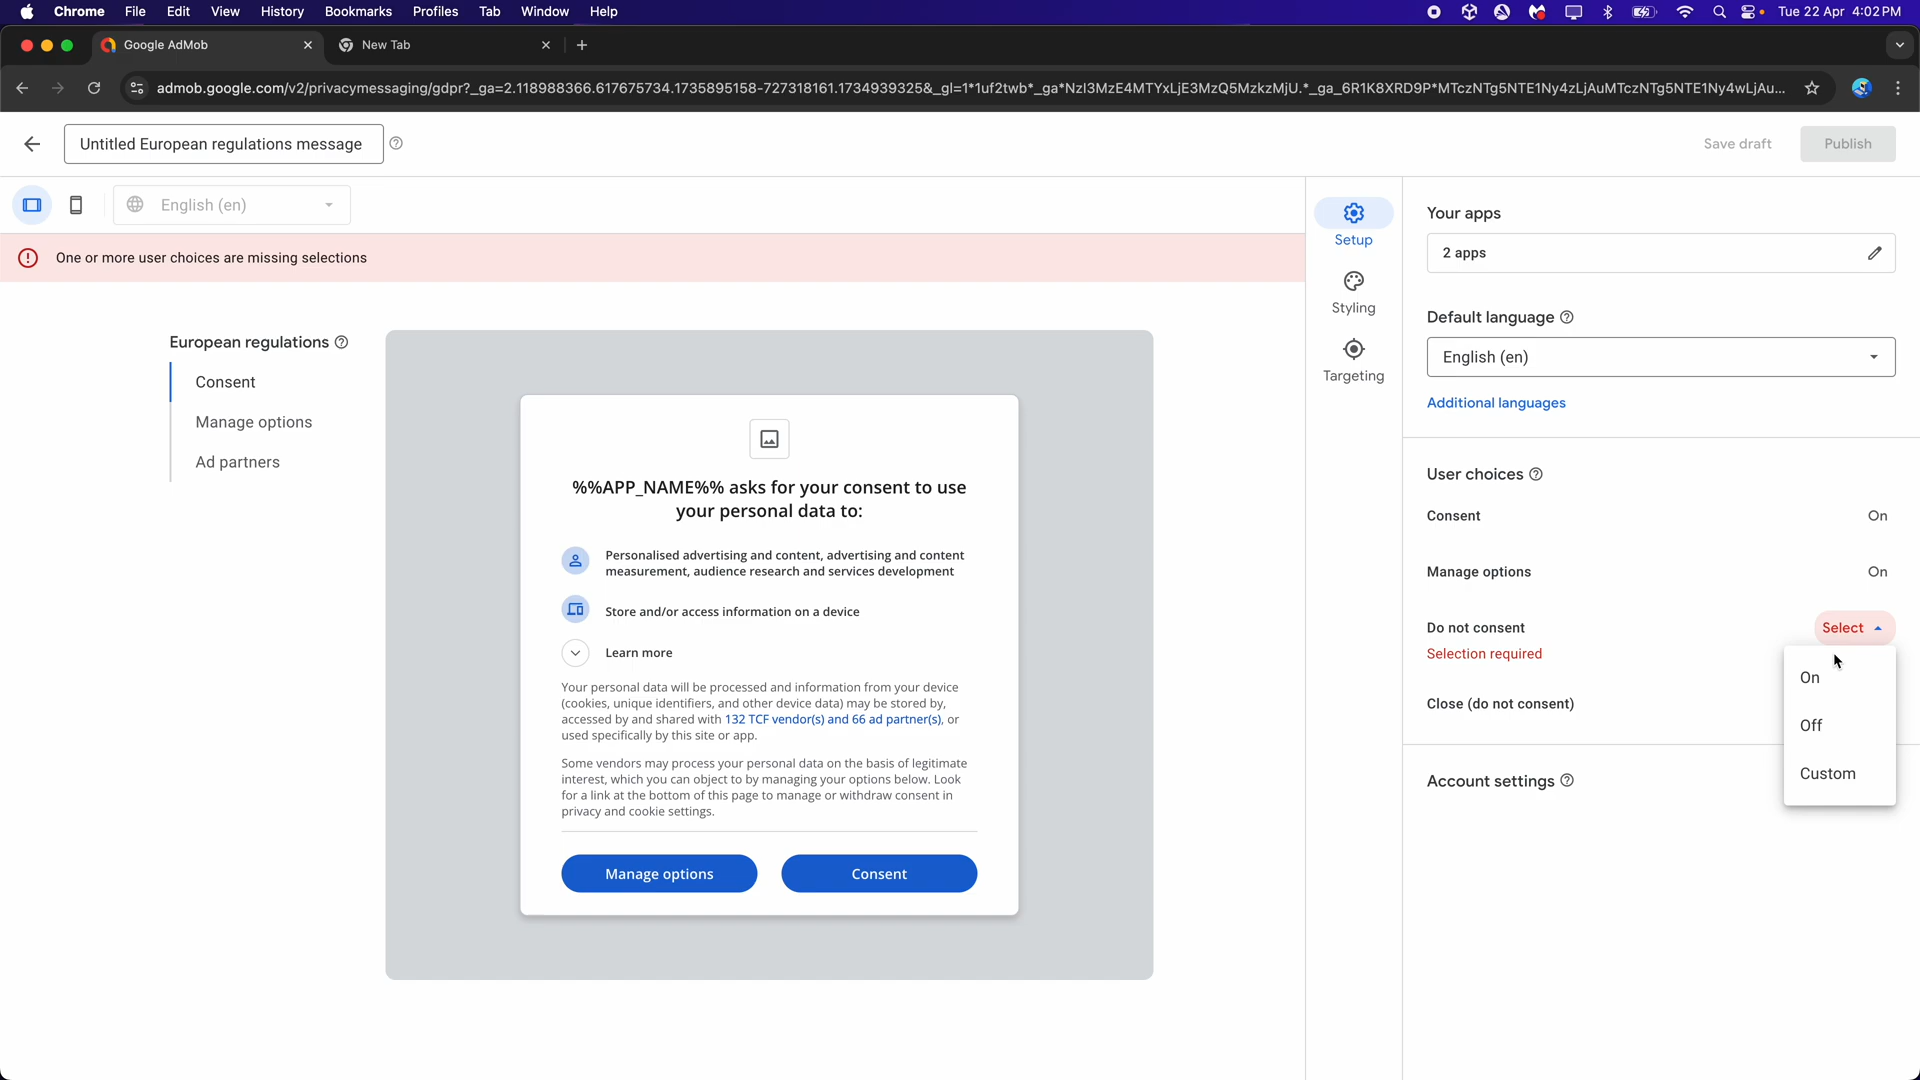 Chrome File Edit View History Bookmarks Profiles Tab Window Help Tue 22 Apr 4:02 PM
Google AdMob New Tab
admob.google.com/v2/privacymessaging/gdpr?_ga=2.118988366.617675734.1735895158-727318161.1734939325&_gl=1*1uf2twb*_ga*NzI3MzE4MTYxLjE3MzQ5MzkzMjU.*_ga_6R1K8XRD9P*MTczNTg5NTE1Ny4zLjAuMTczNTg5NTE1Ny4wLjAu...
Untitled European regulations message
Save draft Publish
English (en)
One or more user choices are missing selections
European regulations
Consent
Manage options
Ad partners
%%APP_NAME%% asks for your consent to use
your personal data to:
Personalised advertising and content, advertising and content
measurement, audience research and services development
Store and/or access information on a device
Learn more
Your personal data will be processed and information from your device
(cookies, unique identifiers, and other device data) may be stored by,
accessed by and shared with 132 TCF vendor(s) and 66 ad partner(s), or
used specifically by this site or app.
Some vendors may process your personal data on the basis of legitimate
interest, which you can object to by managing your options below. Look
for a link at the bottom of this page to manage or withdraw consent in
privacy and cookie settings.
Manage options Consent
Setup
Styling
Targeting
Your apps
2 apps
Default language
English (en)
Additional languages
User choices
Consent On
Manage options On
Do not consent Select
Selection required
On
Off
Custom
Close (do not consent)
Account settings